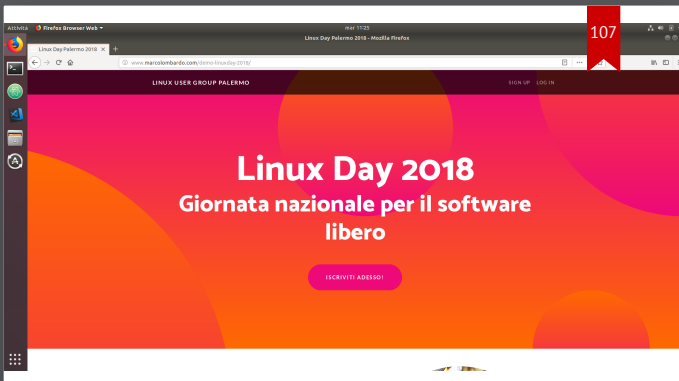 107
Attività Firefox Browser Web mar 11:25
Linux Day Palermo 2018 - Mozilla Firefox
Linux Day Palermo 2018
www.marcolombardo.com/demo-linuxday-2018/
LINUX USER GROUP PALERMO SIGN UP LOG IN
Linux Day 2018
Giornata nazionale per il software
libero
ISCRIVITI ADESSO!